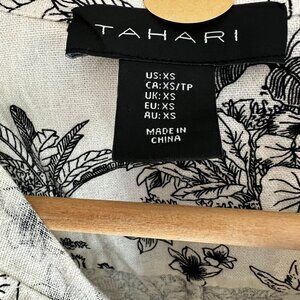 TAHARI
US: XS
CA: XS/TP
UK: XS
EU: XS
AU: XS
MADE IN
CHINA